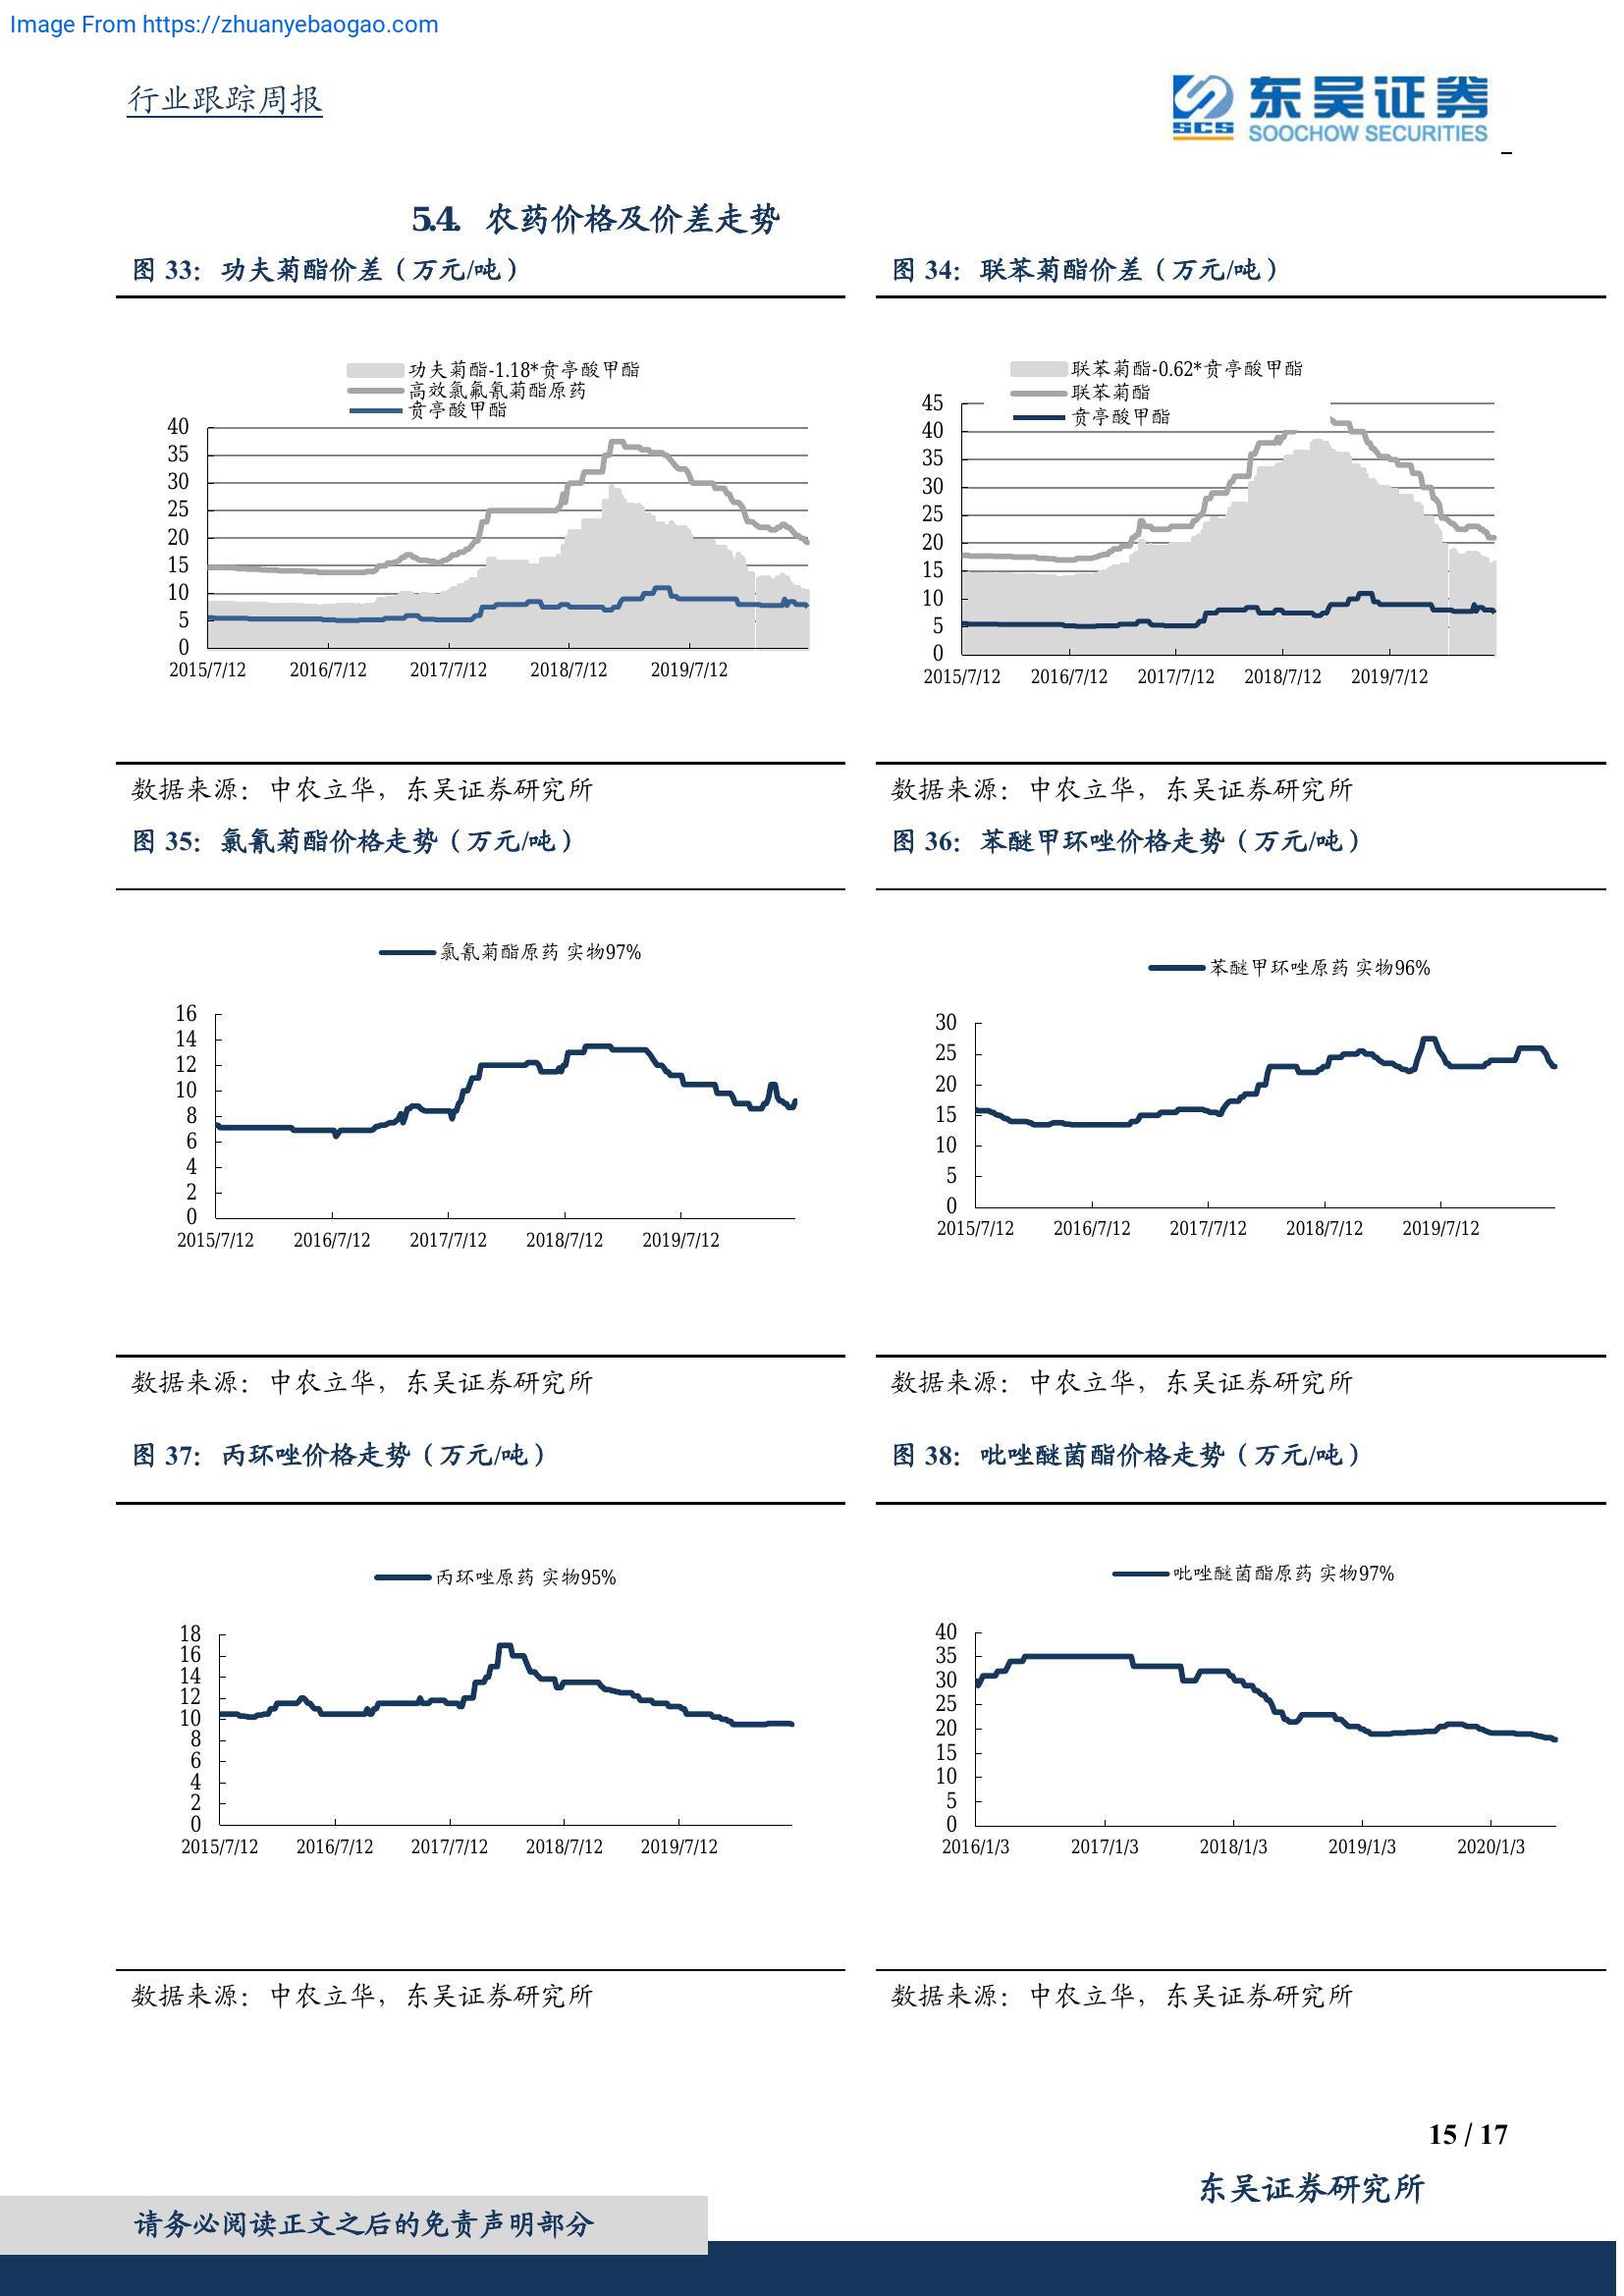 Image From https://zhuanyebaogao.com
行业跟踪周报
SCS 东吴证券
SOOCHOW SECURITIES
5.4. 农药价格及价差走势
图 33：功夫菊酯价差（万元/吨）
功夫菊酯-1.18*贲亭酸甲酯
高效氯氟氰菊酯原药
贲亭酸甲酯
40
35
30
25
20
15
10
5
0
2015/7/12 2016/7/12 2017/7/12 2018/7/12 2019/7/12
数据来源：中农立华，东吴证券研究所
图 34：联苯菊酯价差（万元/吨）
联苯菊酯-0.62*贲亭酸甲酯
联苯菊酯
贲亭酸甲酯
45
40
35
30
25
20
15
10
5
0
2015/7/12 2016/7/12 2017/7/12 2018/7/12 2019/7/12
数据来源：中农立华，东吴证券研究所
图 35：氯氰菊酯价格走势（万元/吨）
氯氰菊酯原药 实物97%
16
14
12
10
8
6
4
2
0
2015/7/12 2016/7/12 2017/7/12 2018/7/12 2019/7/12
数据来源：中农立华，东吴证券研究所
图 36：苯醚甲环唑价格走势（万元/吨）
苯醚甲环唑原药 实物96%
30
25
20
15
10
5
0
2015/7/12 2016/7/12 2017/7/12 2018/7/12 2019/7/12
数据来源：中农立华，东吴证券研究所
图 37：丙环唑价格走势（万元/吨）
丙环唑原药 实物95%
18
16
14
12
10
8
6
4
2
0
2015/7/12 2016/7/12 2017/7/12 2018/7/12 2019/7/12
数据来源：中农立华，东吴证券研究所
图 38：吡唑醚菌酯价格走势（万元/吨）
吡唑醚菌酯原药 实物97%
40
35
30
25
20
15
10
5
0
2016/1/3 2017/1/3 2018/1/3 2019/1/3 2020/1/3
数据来源：中农立华，东吴证券研究所
15 / 17
东吴证券研究所
请务必阅读正文之后的免责声明部分